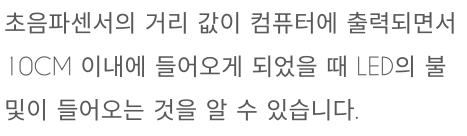 초음파센서의 거리 값이 컴퓨터에 출력되면서
10CM 이내에 들어오게 되었을 때 LED의 불
및이 들어오는 것을 알 수 있습니다.